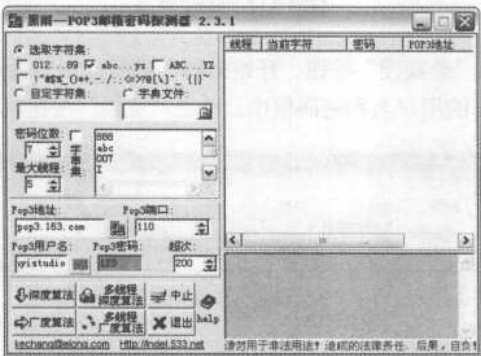 黑雨—POP3邮箱密码探测器 2.3.1
选取字符集:
012...89 abc...yz ABC...YZ
自定字符集: 字典文件:
密码位数: 7
字串集:
888
abc
007
I
最大线程: 5
Pop3地址: Pop3端口:
pop3.163.com 110
Pop3用户名: Pop3密码: 超次:
yistudio 123 200
深度算法 多线程深度算法 中止
广度算法 多线程广度算法 退出 help
kechang@elong.com Http://indei.533.net
线程 当前字符 密码 POP3地址
请勿用于非法用途! 造成的法律责任、后果,自负!